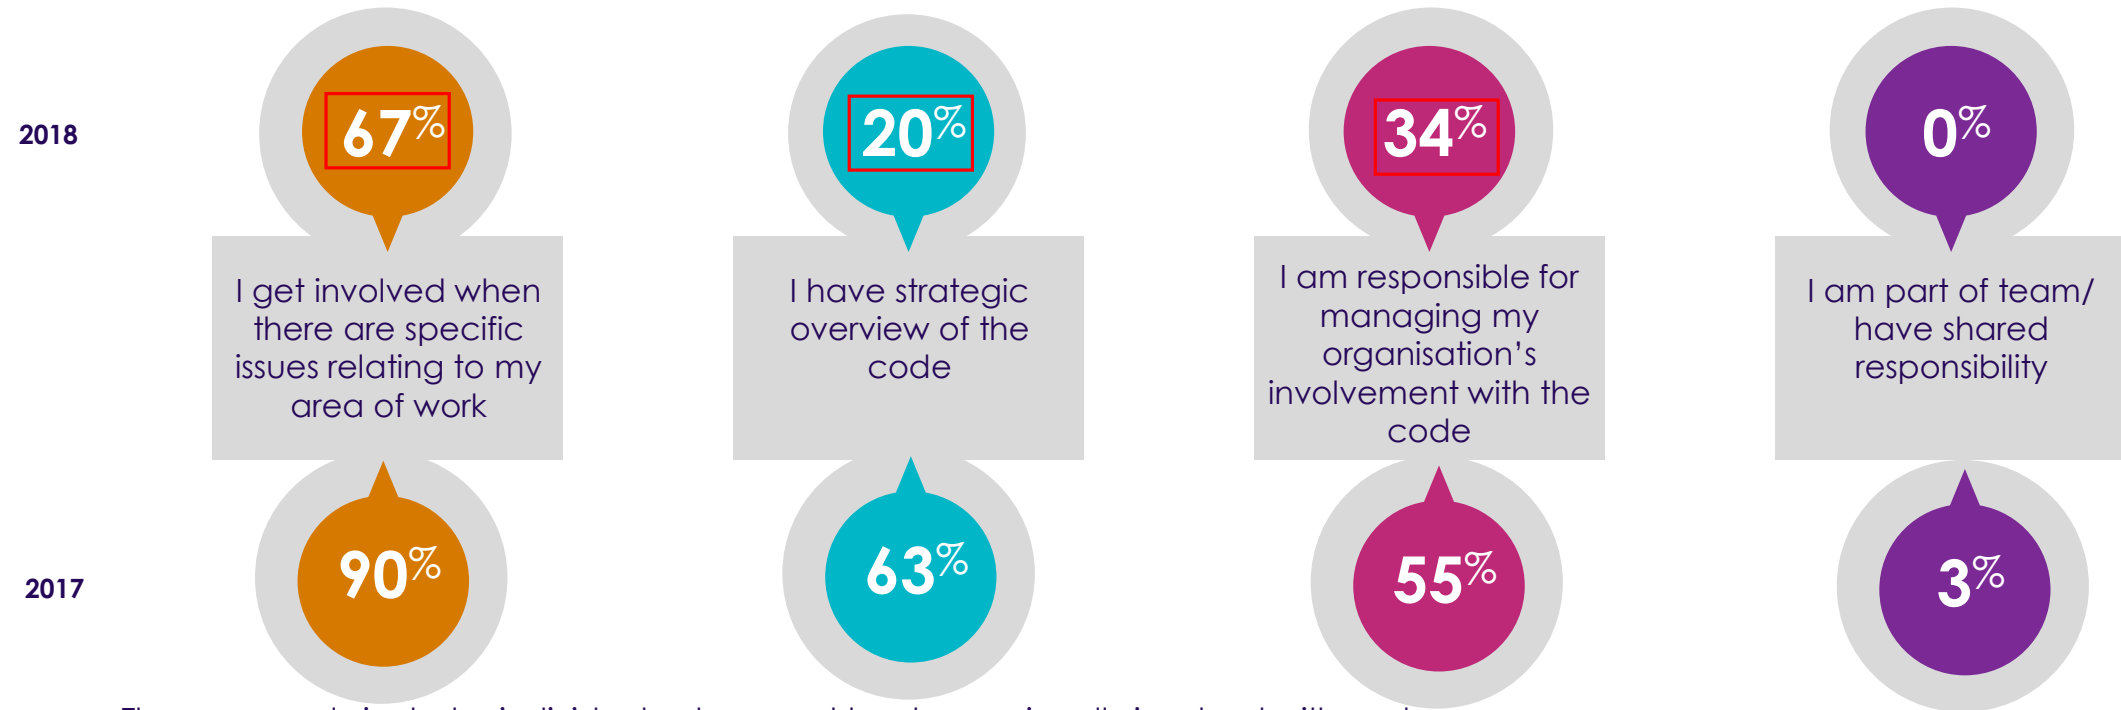 2018
67%
20%
34%
0%
I get involved when
there are specific
issues relating to my
area of work
I have strategic
overview of the
code
I am responsible for
managing my
organisation's
involvement with the
code
I am part of team/
have shared
responsibility
2017
90%
63%
55%
3%